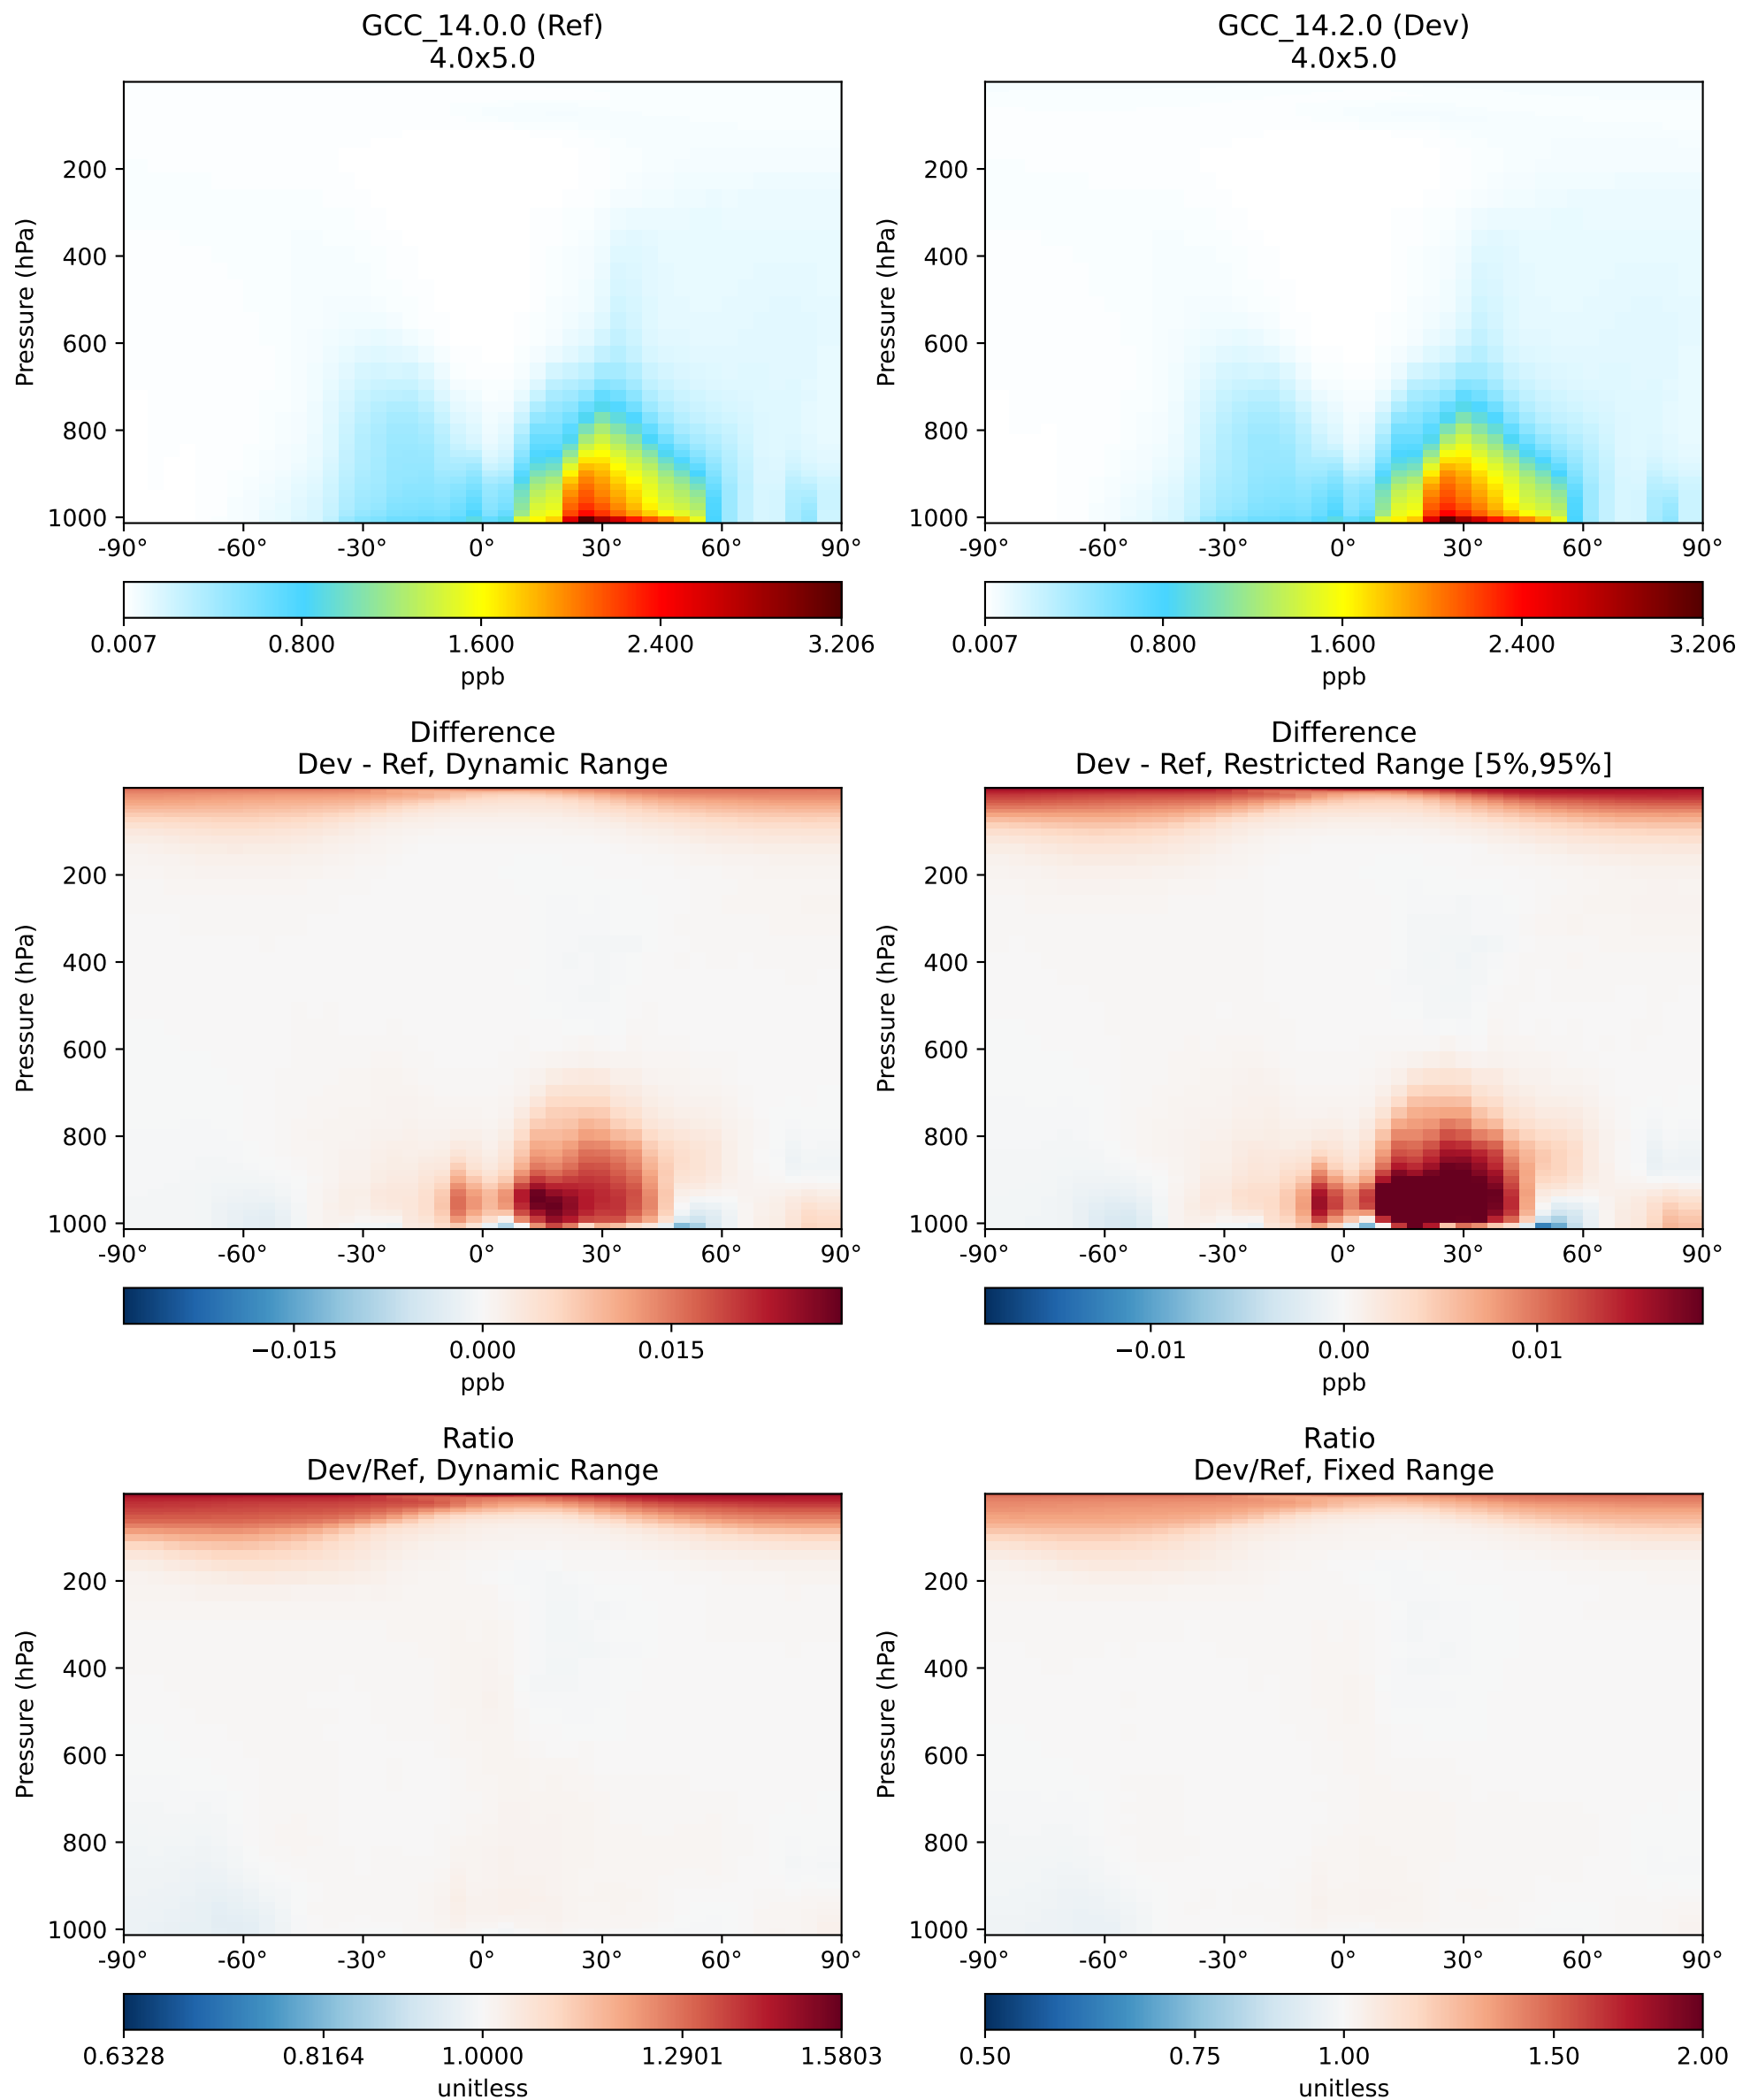 GCC_14.0.0 (Ref)
4.0x5.0
Pressure (hPa)
200
400
600
800
1000
-90° -60° -30° 0° 30° 60° 90°
0.007 0.800 1.600 2.400 3.206
ppb
GCC_14.2.0 (Dev)
4.0x5.0
Pressure (hPa)
200
400
600
800
1000
-90° -60° -30° 0° 30° 60° 90°
0.007 0.800 1.600 2.400 3.206
ppb
Difference
Dev - Ref, Dynamic Range
Pressure (hPa)
200
400
600
800
1000
-90° -60° -30° 0° 30° 60° 90°
−0.015 0.000 0.015
ppb
Difference
Dev - Ref, Restricted Range [5%,95%]
Pressure (hPa)
200
400
600
800
1000
-90° -60° -30° 0° 30° 60° 90°
−0.01 0.00 0.01
ppb
Ratio
Dev/Ref, Dynamic Range
Pressure (hPa)
200
400
600
800
1000
-90° -60° -30° 0° 30° 60° 90°
0.6328 0.8164 1.0000 1.2901 1.5803
unitless
Ratio
Dev/Ref, Fixed Range
Pressure (hPa)
200
400
600
800
1000
-90° -60° -30° 0° 30° 60° 90°
0.50 0.75 1.00 1.50 2.00
unitless